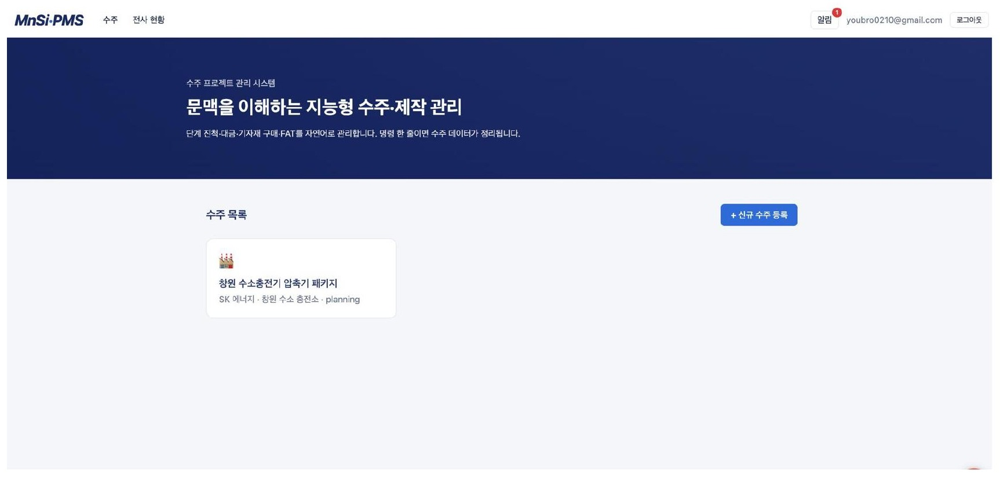 MnSi·PMS 수주 전사 현황 알림 1 youbro0210@gmail.com 로그아웃
수주 프로젝트 관리 시스템
문맥을 이해하는 지능형 수주·제작 관리
단계 진척·대금·기자재 구매·FAT를 자연어로 관리합니다. 명령 한 줄이면 수주 데이터가 정리됩니다.
수주 목록 + 신규 수주 등록
창원 수소충전기 압축기 패키지
SK 에너지 · 창원 수소 충전소 · planning